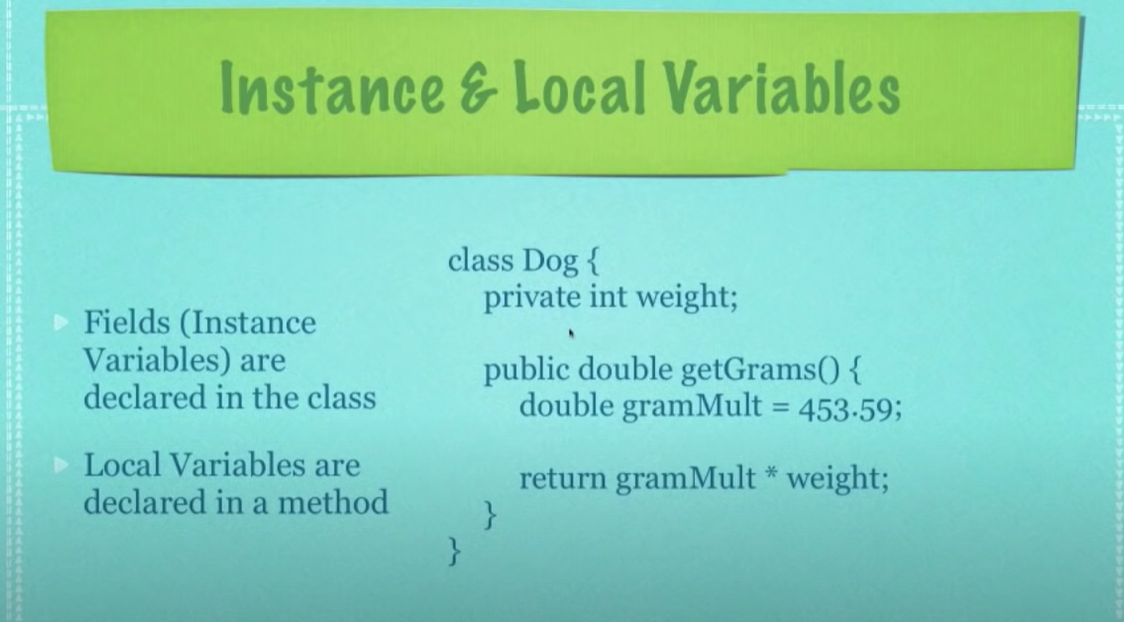 Instance & Local Variables
Fields (Instance
Variables) are
declared in the class
Local Variables are
declared in a method
class Dog {
private int weight;
public double getGrams() {
double gramMult = 453.59;
return gramMult * weight;
}
}